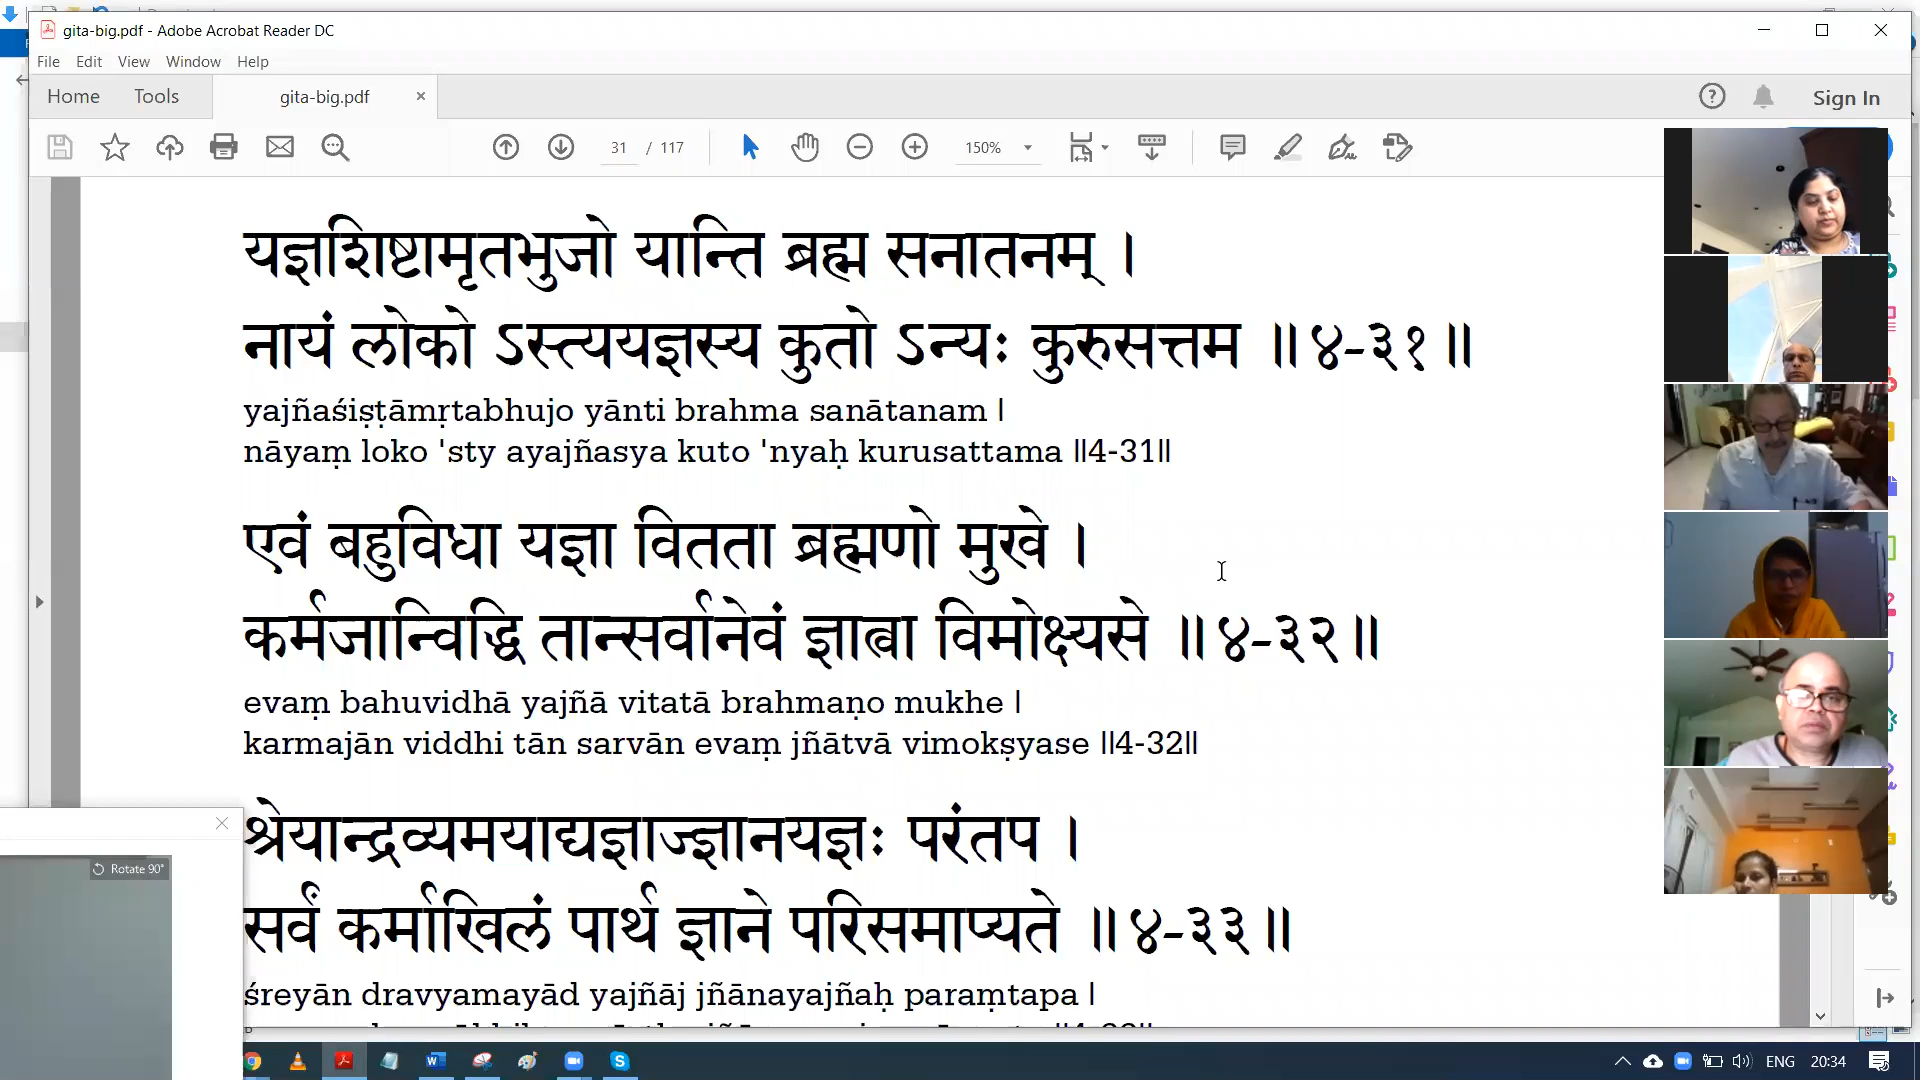 gita-big.pdf - Adobe Acrobat Reader DC
File Edit View Window Help
Home Tools gita-big.pdf Sign In
31 / 117 150%
यज्ञशिष्टामृतभुजो यान्ति ब्रह्म सनातनम् ।
नायं लोको ऽस्त्ययज्ञस्य कुतो ऽन्यः कुरुसत्तम ॥४-३१॥
yajñaśiṣṭāmṛtabhujo yānti brahma sanātanam |
nāyaṃ loko 'sty ayajñasya kuto 'nyaḥ kurusattama ||4-31||
एवं बहुविधा यज्ञा वितता ब्रह्मणो मुखे ।
कर्मजान्विद्धि तान्सर्वानेवं ज्ञात्वा विमोक्ष्यसे ॥४-३२॥
evaṃ bahuvidhā yajñā vitatā brahmaṇo mukhe |
karmajān viddhi tān sarvān evaṃ jñātvā vimokṣyase ||4-32||
श्रेयान्द्रव्यमयाद्यज्ञाज्ज्ञानयज्ञः परंतप ।
Rotate 90°
सर्वं कर्माखिलं पार्थ ज्ञाने परिसमाप्यते ॥४-३३॥
śreyān dravyamayād yajñāj jñānayajñaḥ paraṃtapa |
ENG 20:34